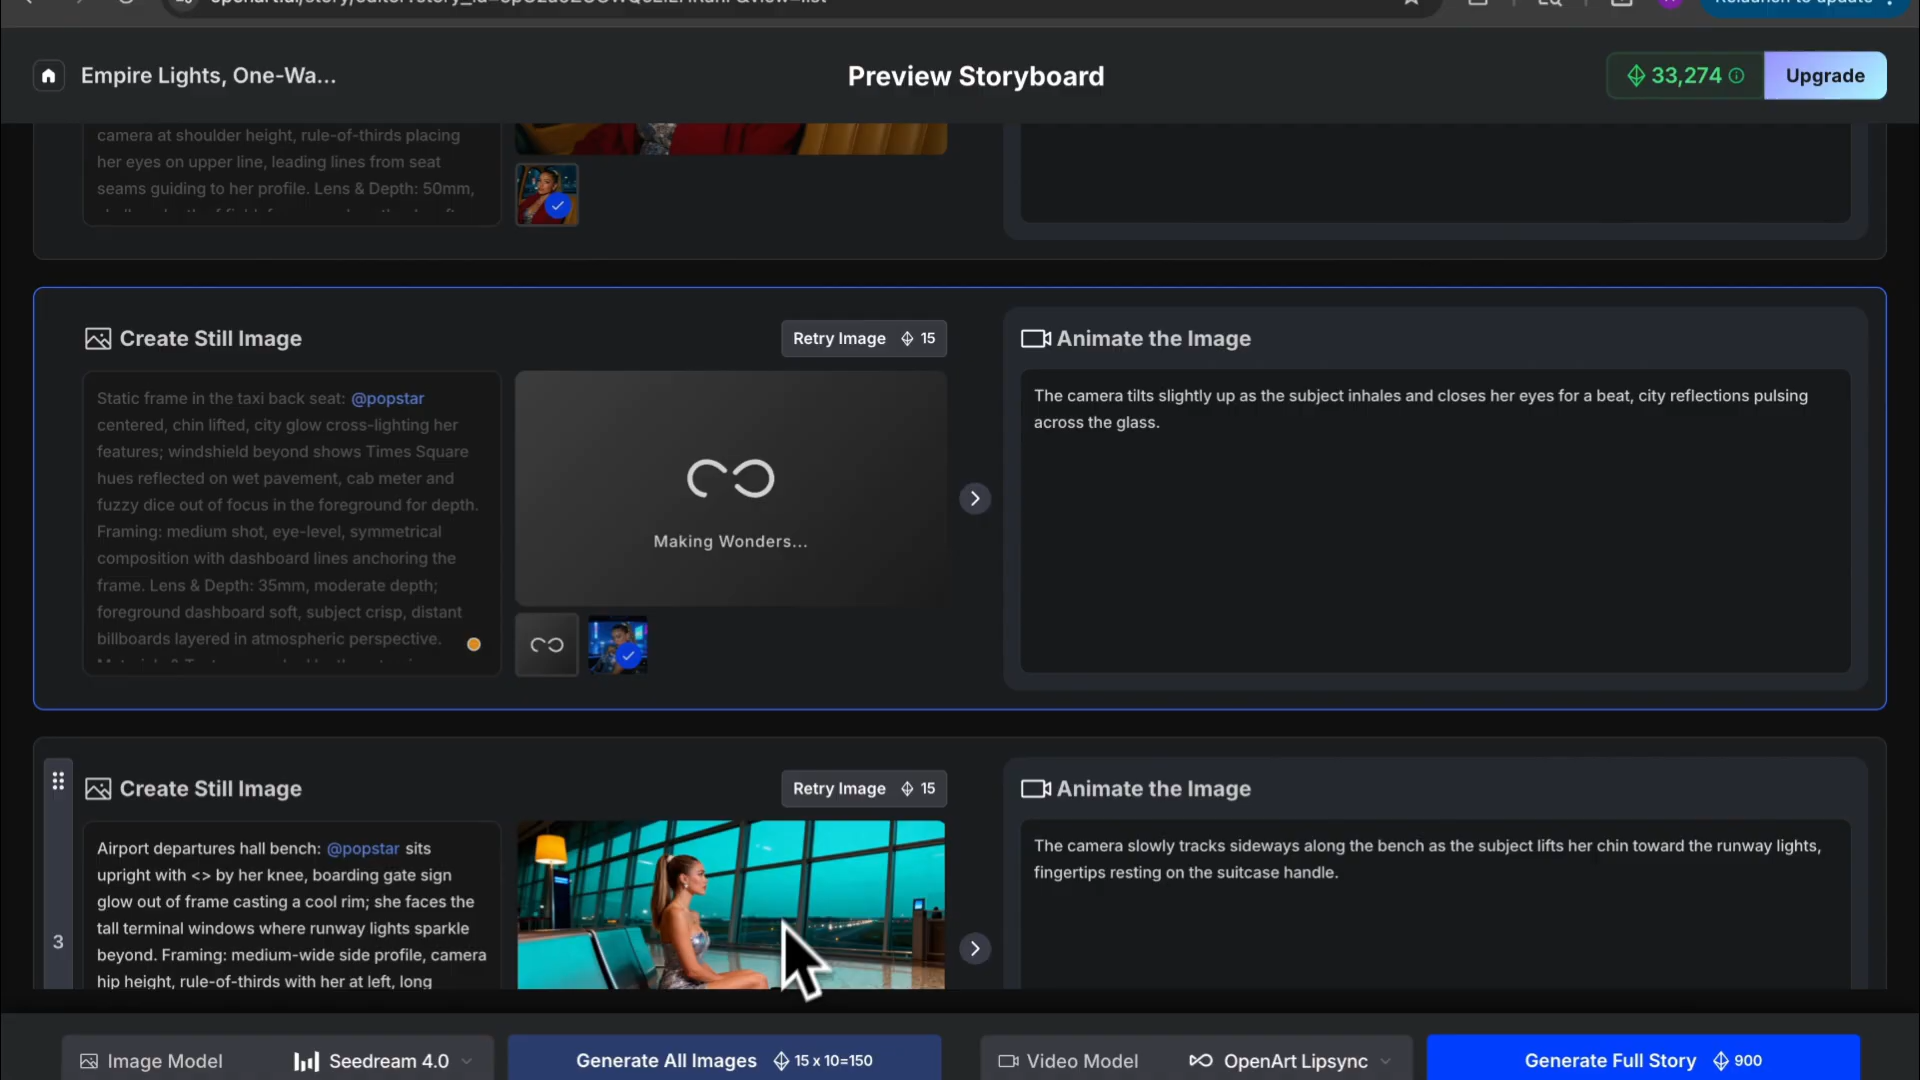 Empire Lights, One-Wa...
Preview Storyboard
33,274
Upgrade
camera at shoulder height, rule-of-thirds placing
her eyes on upper line, leading lines from seat
seams guiding to her profile. Lens & Depth: 50mm,
Create Still Image
Retry Image 15
Animate the Image
Static frame in the taxi back seat: @popstar
centered, chin lifted, city glow cross-lighting her
features; windshield beyond shows Times Square
hues reflected on wet pavement, cab meter and
fuzzy dice out of focus in the foreground for depth.
Framing: medium shot, eye-level, symmetrical
composition with dashboard lines anchoring the
frame. Lens & Depth: 35mm, moderate depth;
foreground dashboard soft, subject crisp, distant
billboards layered in atmospheric perspective.
Making Wonders...
The camera tilts slightly up as the subject inhales and closes her eyes for a beat, city reflections pulsing
across the glass.
Create Still Image
Retry Image 15
Animate the Image
3
Airport departures hall bench: @popstar sits
upright with <> by her knee, boarding gate sign
glow out of frame casting a cool rim; she faces the
tall terminal windows where runway lights sparkle
beyond. Framing: medium-wide side profile, camera
hip height, rule-of-thirds with her at left, long
The camera slowly tracks sideways along the bench as the subject lifts her chin toward the runway lights,
fingertips resting on the suitcase handle.
Image Model
Seedream 4.0
Generate All Images 15 x 10=150
Video Model
OpenArt Lipsync
Generate Full Story 900